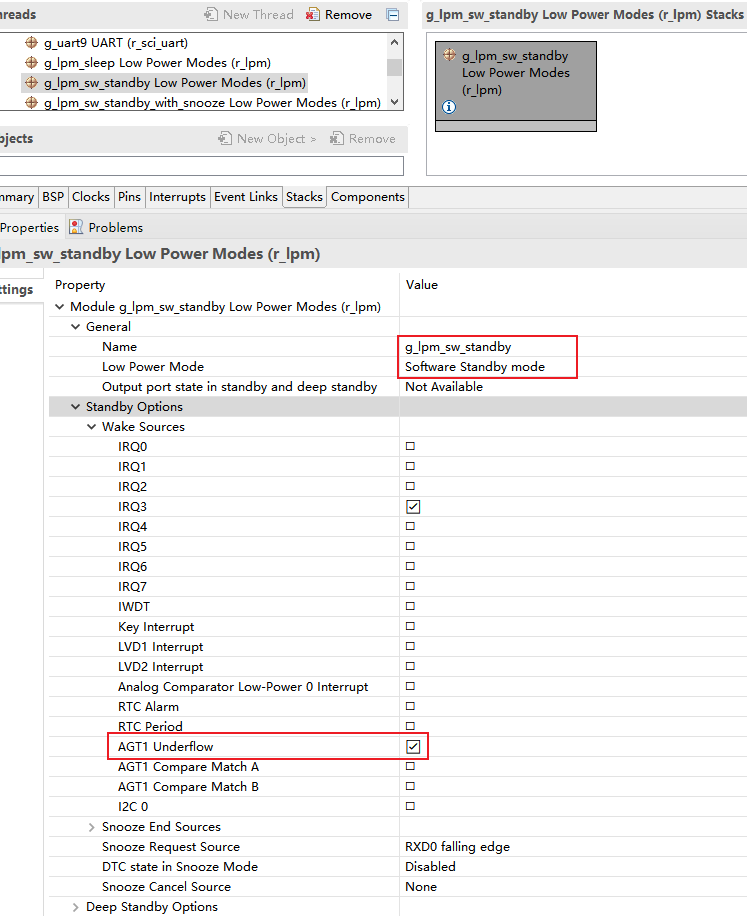 hreads
New Thread Remove
g_uart9 UART (r_sci_uart)
g_lpm_sleep Low Power Modes (r_lpm)
g_lpm_sw_standby Low Power Modes (r_lpm)
g_lpm_sw_standby_with_snooze Low Power Modes (r_lpm)
g_lpm_sw_standby Low Power Modes (r_lpm) Stacks
g_lpm_sw_standby
Low Power Modes
(r_lpm)
bjects
New Object > Remove
mmary BSP Clocks Pins Interrupts Event Links Stacks Components
Properties Problems
lpm_sw_standby Low Power Modes (r_lpm)
ttings
Property Value
Module g_lpm_sw_standby Low Power Modes (r_lpm)
General
Name g_lpm_sw_standby
Low Power Mode Software Standby mode
Output port state in standby and deep standby Not Available
Standby Options
Wake Sources
IRQ0
IRQ1
IRQ2
IRQ3
IRQ4
IRQ5
IRQ6
IRQ7
IWDT
Key Interrupt
LVD1 Interrupt
LVD2 Interrupt
Analog Comparator Low-Power 0 Interrupt
RTC Alarm
RTC Period
AGT1 Underflow
AGT1 Compare Match A
AGT1 Compare Match B
I2C 0
Snooze End Sources
Snooze Request Source RXD0 falling edge
DTC state in Snooze Mode Disabled
Snooze Cancel Source None
Deep Standby Options